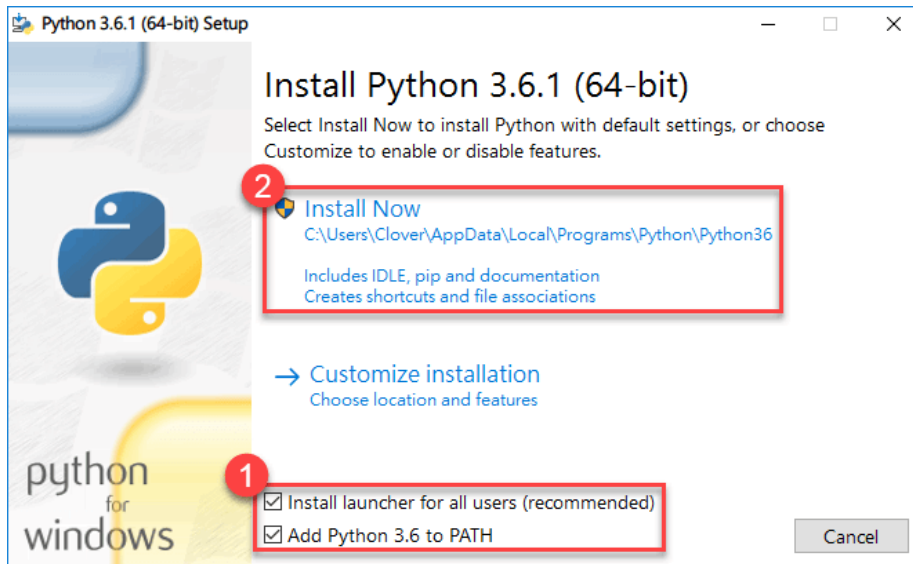 Python 3.6.1 (64-bit) Setup
Install Python 3.6.1 (64-bit)
Select Install Now to install Python with default settings, or choose
Customize to enable or disable features.
2
Install Now
C:\Users\Clover\AppData\Local\Programs\Python\Python36
Includes IDLE, pip and documentation
Creates shortcuts and file associations
Customize installation
Choose location and features
python
for
windows
1
Install launcher for all users (recommended)
Add Python 3.6 to PATH
Cancel